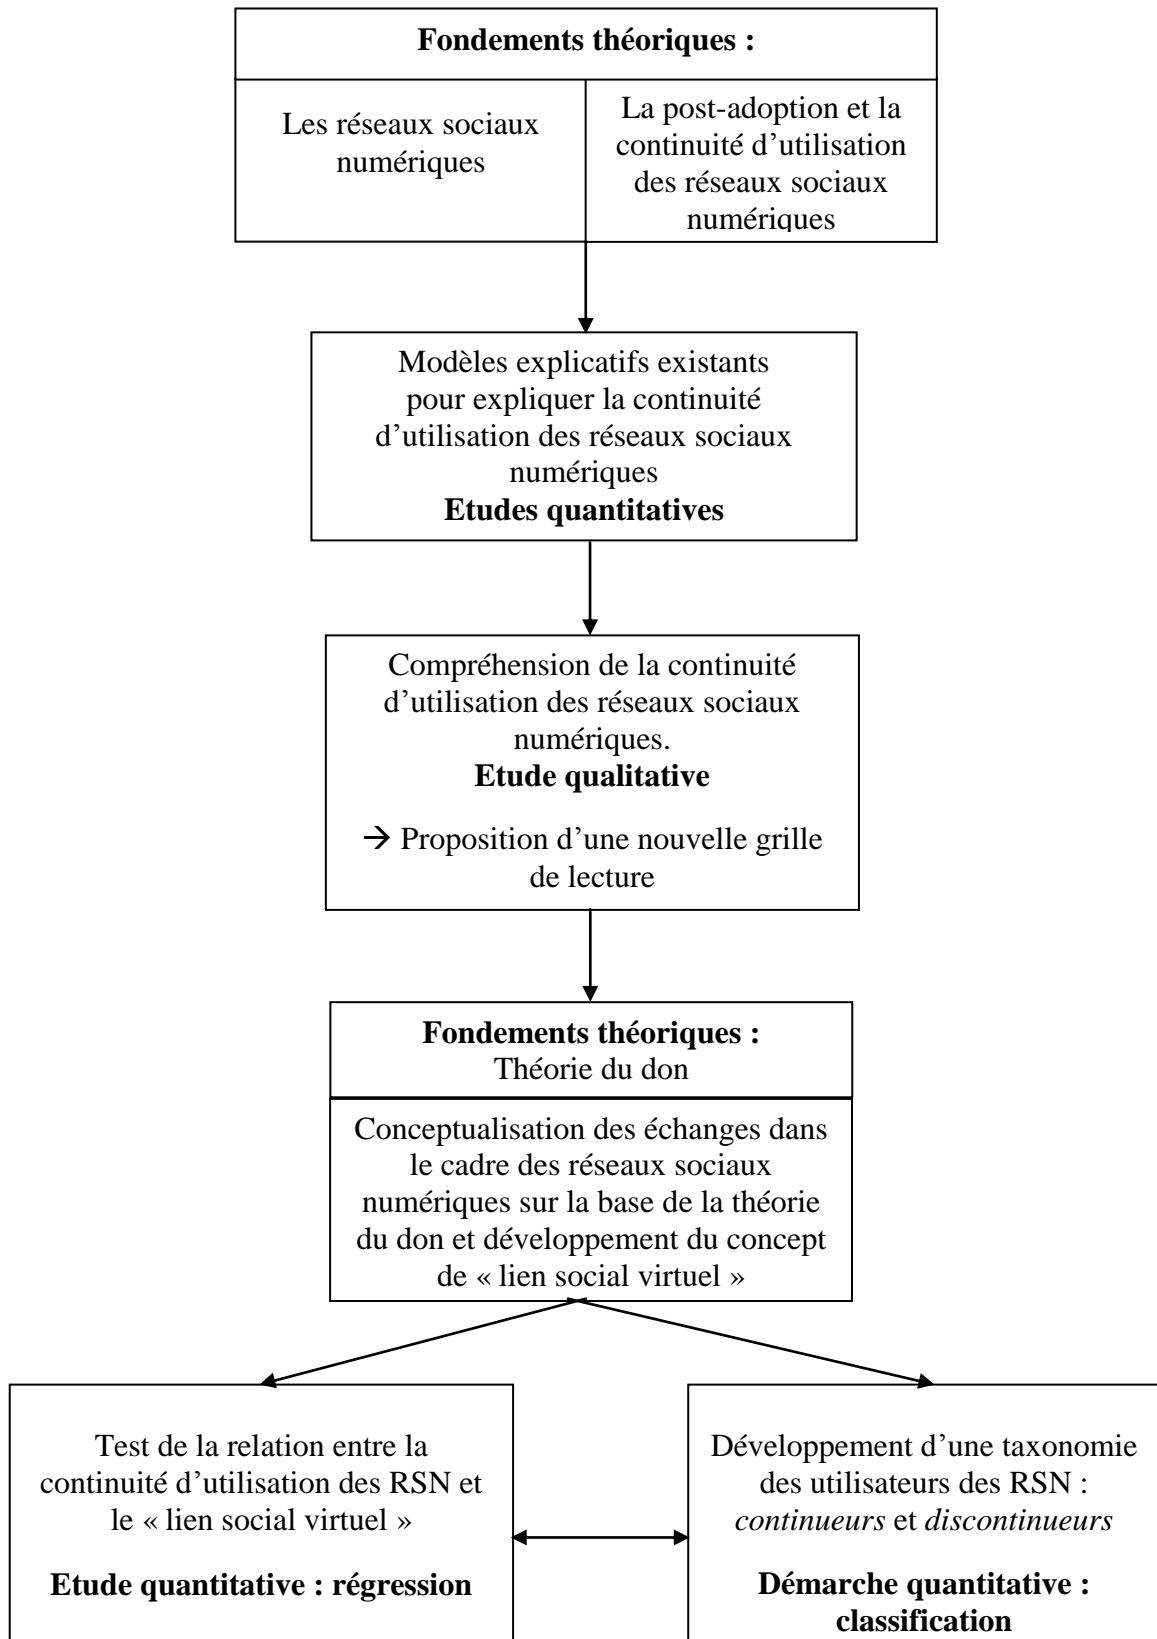 Fondements théoriques :
Les réseaux sociaux
numériques
La post-adoption et la
continuité d’utilisation
des réseaux sociaux
numériques
Modèles explicatifs existants
pour expliquer la continuité
d’utilisation des réseaux sociaux
numériques
Etudes quantitatives
Compréhension de la continuité
d’utilisation des réseaux sociaux
numériques.
Etude qualitative
→ Proposition d’une nouvelle grille
de lecture
Fondements théoriques :
Théorie du don
Conceptualisation des échanges dans
le cadre des réseaux sociaux
numériques sur la base de la théorie
du don et développement du concept
de « lien social virtuel »
Test de la relation entre la
continuité d’utilisation des RSN et
le « lien social virtuel »
Etude quantitative : régression
Développement d’une taxonomie
des utilisateurs des RSN :
continueurs et discontinueurs
Démarche quantitative :
classification